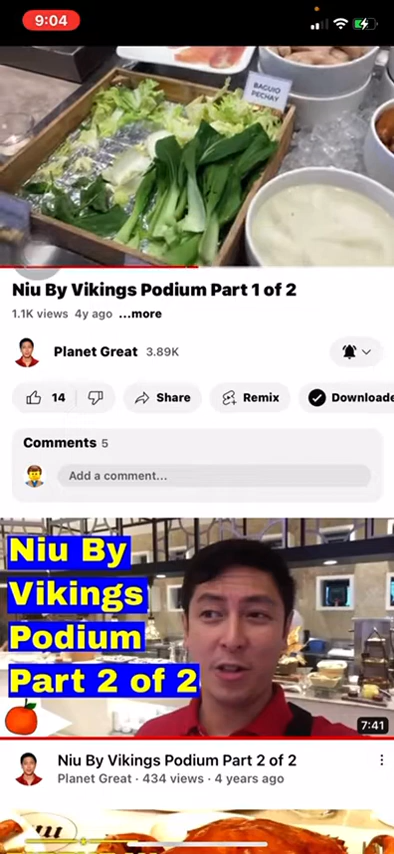 9:04
BAGUIO
PECHAY
Niu By Vikings Podium Part 1 of 2
1.1K views 4y ago ...more
Planet Great 3.89K
14
Share
Remix
Downloade
Comments 5
Add a comment...
Niu By
Vikings
Podium
Part 2 of 2
7:41
Niu By Vikings Podium Part 2 of 2
Planet Great · 434 views · 4 years ago